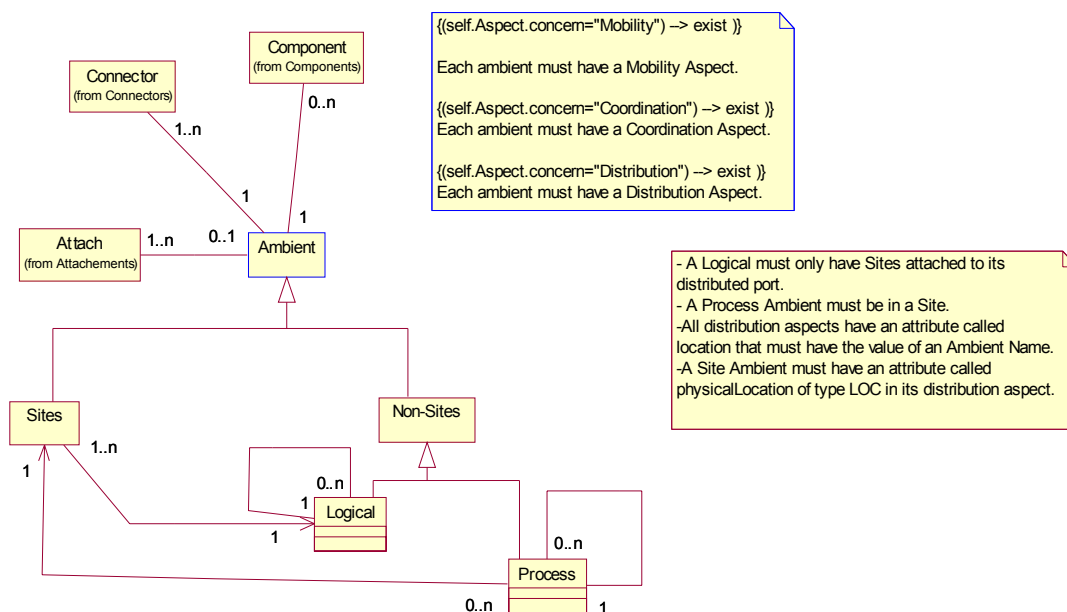 Component
(from Components)
Connector
(from Connectors)
0..n
1..n
1
1
Attach
(from Attachements)
1..n
0..1
Ambient
{(self.Aspect.concern="Mobility") --> exist )}
Each ambient must have a Mobility Aspect.
{(self.Aspect.concern="Coordination") --> exist )}
Each ambient must have a Coordination Aspect.
{(self.Aspect.concern="Distribution") --> exist )}
Each ambient must have a Distribution Aspect.
- A Logical must only have Sites attached to its
distributed port.
- A Process Ambient must be in a Site.
-All distribution aspects have an attribute called
location that must have the value of an Ambient Name.
-A Site Ambient must have an attribute called
physicalLocation of type LOC in its distribution aspect.
Sites
Non-Sites
1
1..n
0..n
1
Logical
1
0..n
Process
0..n
1